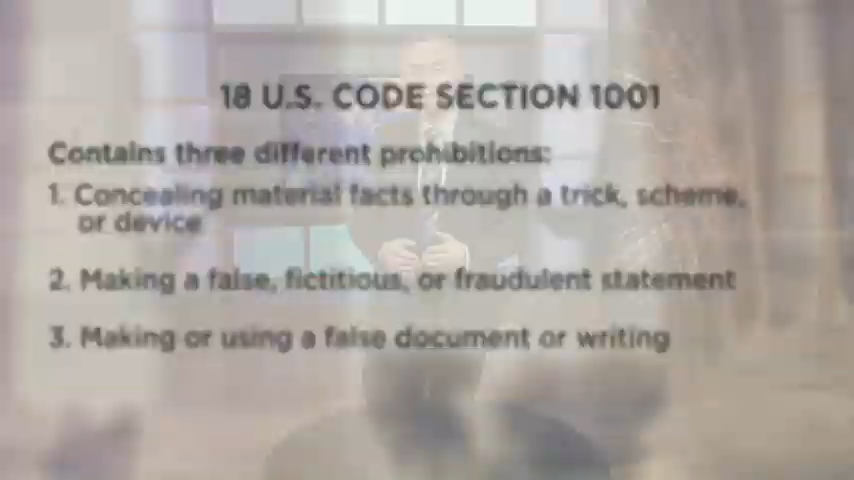 18 U.S. CODE SECTION 1001
Contains three different prohibitions:
1. Concealing material facts through a trick, scheme,
or device
2. Making a false, fictitious, or fraudulent statement
3. Making or using a false document or writing